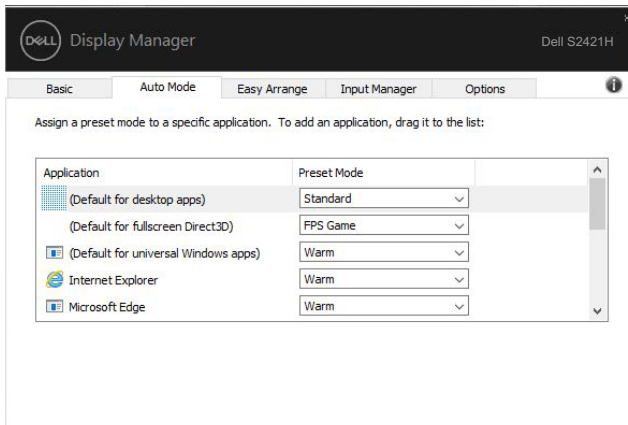 DELL Display Manager Dell S2421H
Basic Auto Mode Easy Arrange Input Manager Options
Assign a preset mode to a specific application. To add an application, drag it to the list:
Application Preset Mode
(Default for desktop apps) Standard
(Default for fullscreen Direct3D) FPS Game
(Default for universal Windows apps) Warm
Internet Explorer Warm
Microsoft Edge Warm